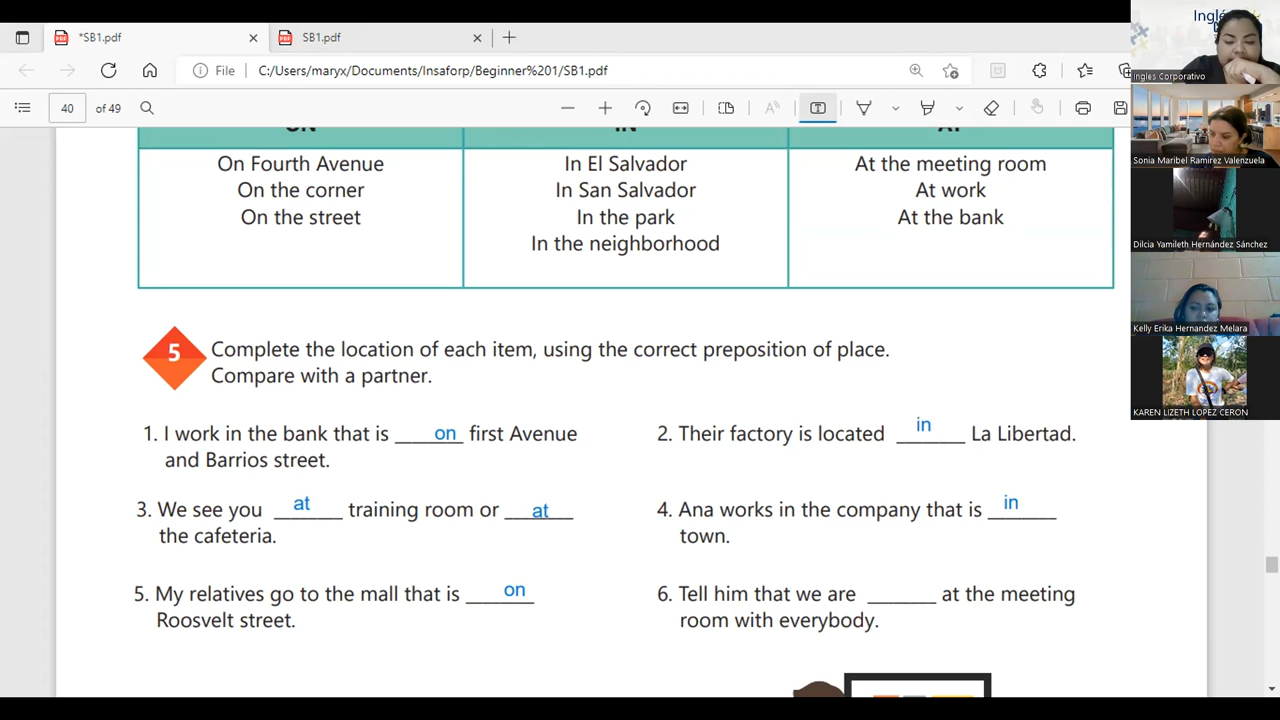 *SB1.pdf
SB1.pdf
File
C:/Users/maryx/Documents/Insaforp/Beginner%201/SB1.pdf
40 of 49
ON IN AT
On Fourth Avenue
On the corner
On the street
In El Salvador
In San Salvador
In the park
In the neighborhood
At the meeting room
At work
At the bank
5
Complete the location of each item, using the correct preposition of place.
Compare with a partner.
1. I work in the bank that is on first Avenue
and Barrios street.
2. Their factory is located in La Libertad.
3. We see you at training room or at
the cafeteria.
4. Ana works in the company that is in
town.
5. My relatives go to the mall that is on
Roosvelt street.
6. Tell him that we are ________ at the meeting
room with everybody.
Ingles Corporativo
Sonia Maribel Ramirez Valenzuela
Dilcia Yamileth Hernández Sánchez
Kelly Erika Hernandez Melara
KAREN LIZETH LOPEZ CERON